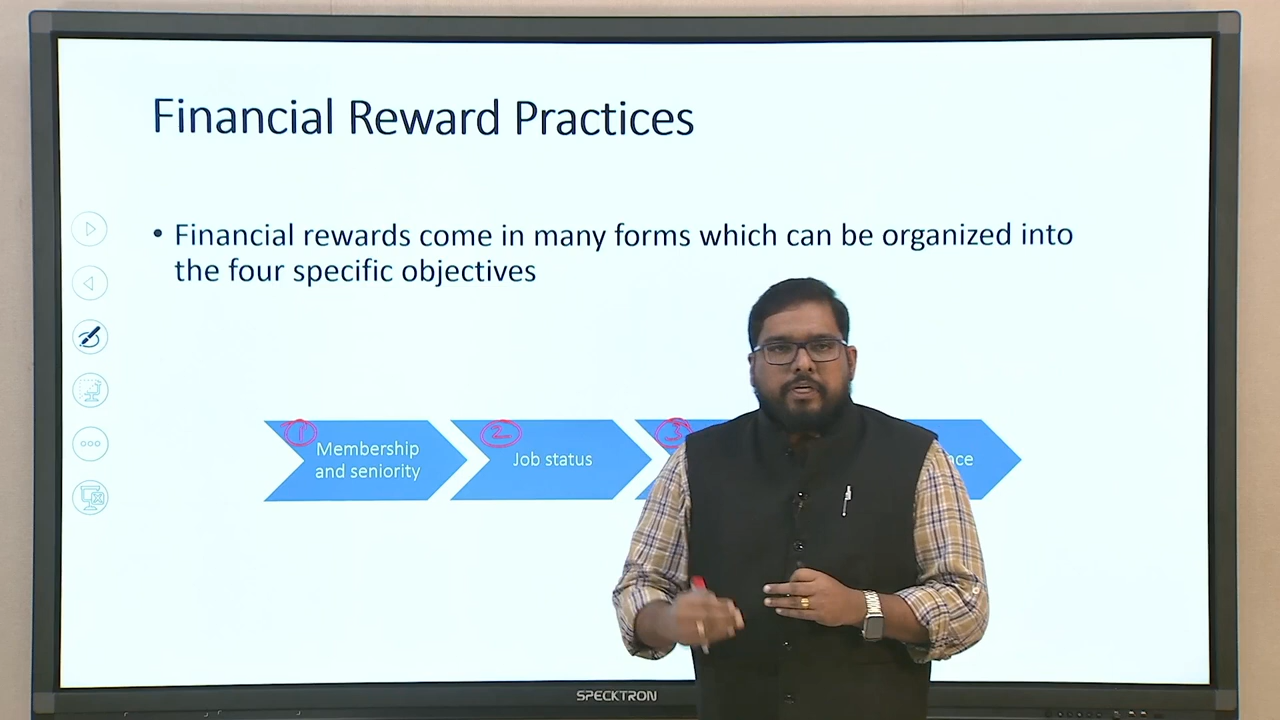 Financial Reward Practices
• Financial rewards come in many forms which can be organized into
the four specific objectives
1
Membership
and seniority
2
Job status
3
SPECKTRON